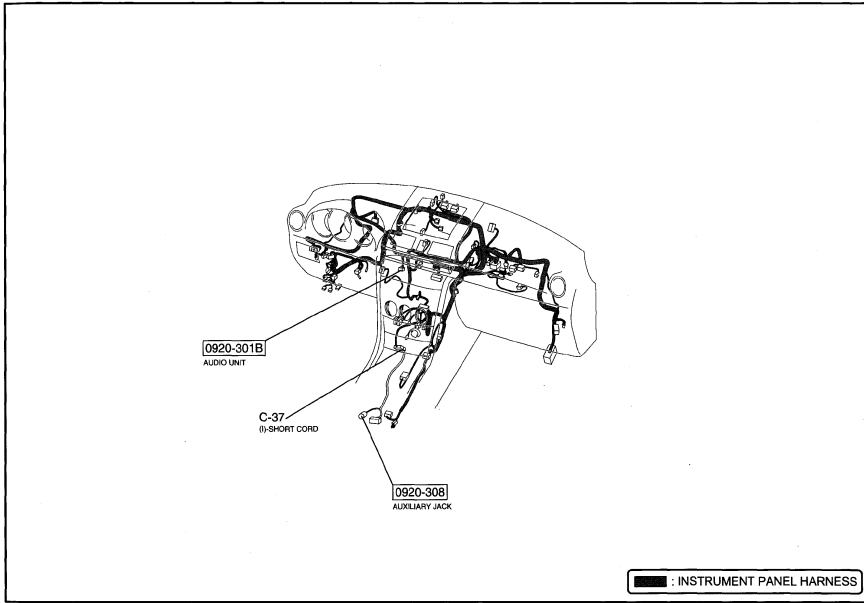 0920-301B
AUDIO UNIT
C-37
(I)-SHORT CORD
0920-308
AUXILIARY JACK
: INSTRUMENT PANEL HARNESS